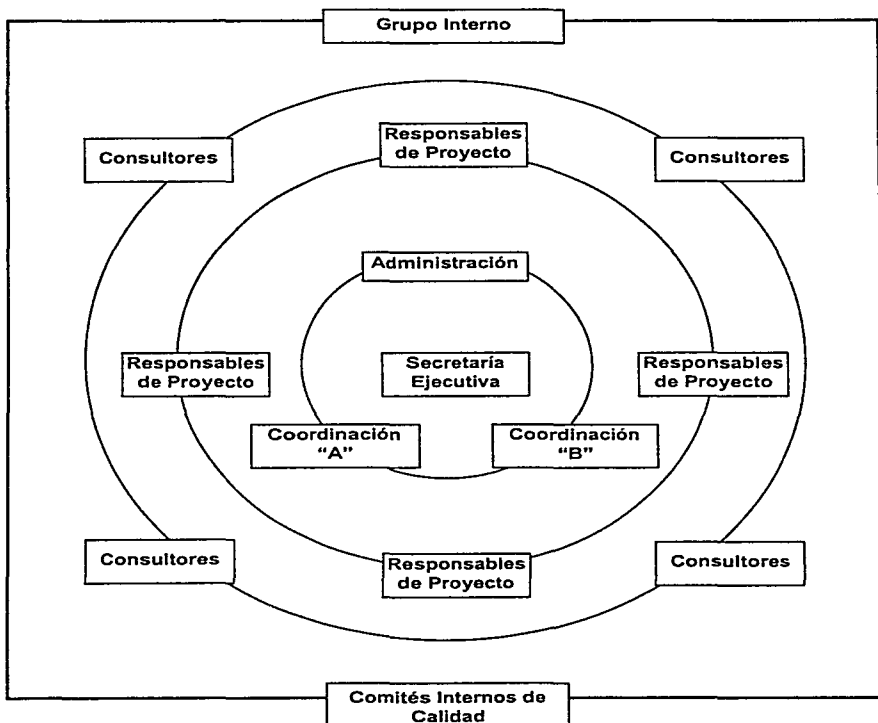 Grupo Interno
Responsables
de Proyecto
Consultores
Consultores
Administración
Responsables
de Proyecto
Secretaría
Ejecutiva
Responsables
de Proyecto
Coordinación
"A"
Coordinación
"B"
Consultores
Responsables
de Proyecto
Consultores
Comités Internos de
Calidad